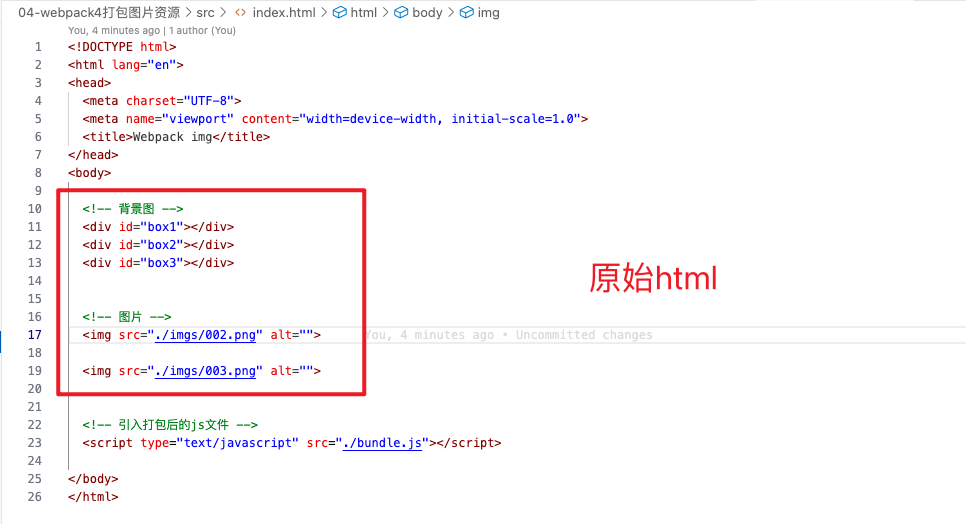 04-webpack4打包图片资源 > src > <> index.html > html > body > img
You, 4 minutes ago | 1 author (You)
1 <!DOCTYPE html>
2 <html lang="en">
3 <head>
4 <meta charset="UTF-8">
5 <meta name="viewport" content="width=device-width, initial-scale=1.0">
6 <title>Webpack img</title>
7 </head>
8 <body>
9
10 <!-- 背景图 -->
11 <div id="box1"></div>
12 <div id="box2"></div>
13 <div id="box3"></div>
14
原始html
15
16 <!-- 图片 -->
17 <img src="./imgs/002.png" alt=""> You, 4 minutes ago • Uncommitted changes
18
19 <img src="./imgs/003.png" alt="">
20
21
22 <!-- 引入打包后的js文件 -->
23 <script type="text/javascript" src="./bundle.js"></script>
24
25 </body>
26 </html>